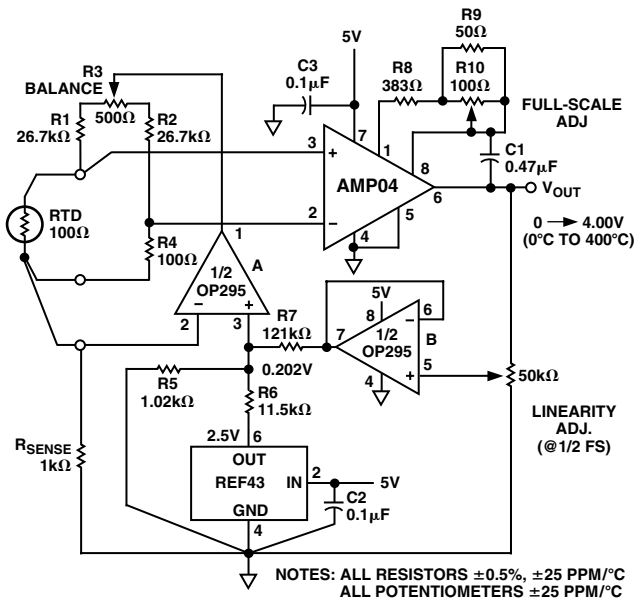 R9
50Ω
5V
R10
100Ω
R8
383Ω
C3
0.1µF
R3
BALANCE
500Ω
R1
26.7kΩ
R2
26.7kΩ
FULL-SCALE
ADJ
3
+
7
1
8
C1
0.47µF
AMP04
6
VOUT
2
–
5
4
0 → 4.00V
(0°C TO 400°C)
RTD
100Ω
R4
100Ω
1
A
1/2
OP295
–
+
2
3
R7
121kΩ
5V
8
–
6
7
1/2
OP295
B
+
5
4
50kΩ
R5
1.02kΩ
0.202V
R6
11.5kΩ
LINEARITY
ADJ.
(@1/2 FS)
RSENSE
1kΩ
2.5V
6
OUT
REF43
IN
2
5V
GND
4
C2
0.1µF
NOTES: ALL RESISTORS ±0.5%, ±25 PPM/°C
ALL POTENTIOMETERS ±25 PPM/°C